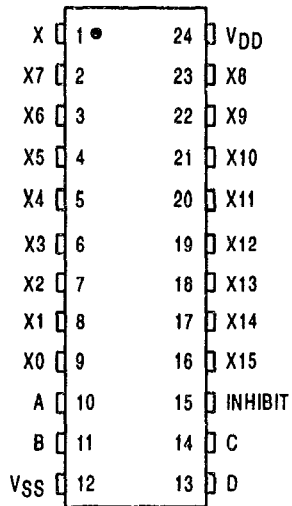 X 1 24 VDD
X7 2 23 X8
X6 3 22 X9
X5 4 21 X10
X4 5 20 X11
X3 6 19 X12
X2 7 18 X13
X1 8 17 X14
X0 9 16 X15
A 10 15 INHIBIT
B 11 14 C
VSS 12 13 D